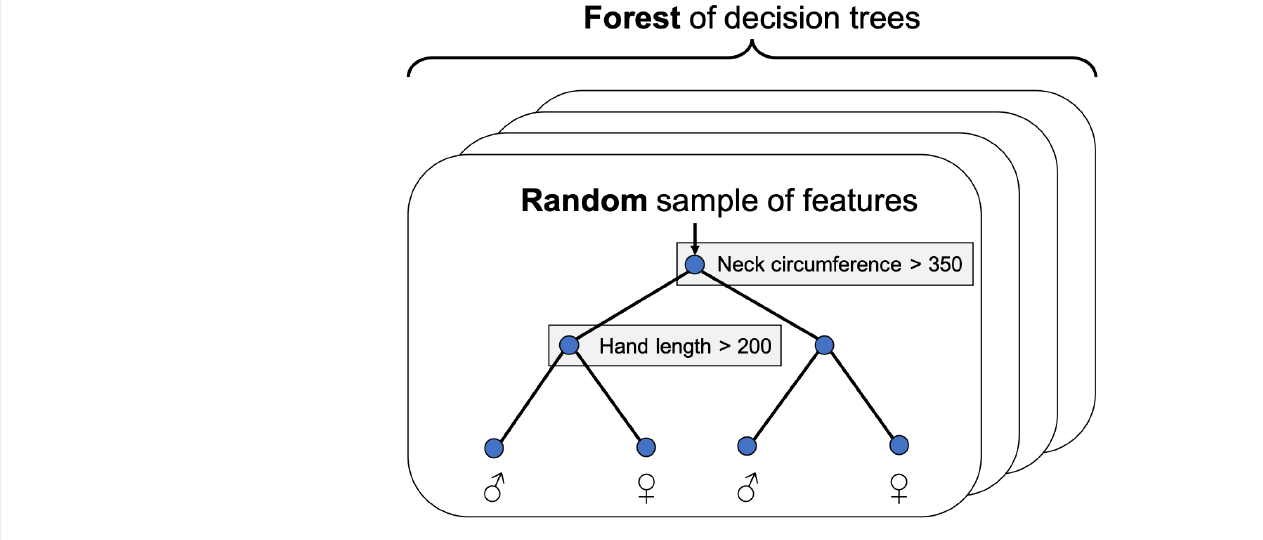 Forest of decision trees
Random sample of features
Neck circumference > 350
Hand length > 200
♂ ♀ ♂ ♀